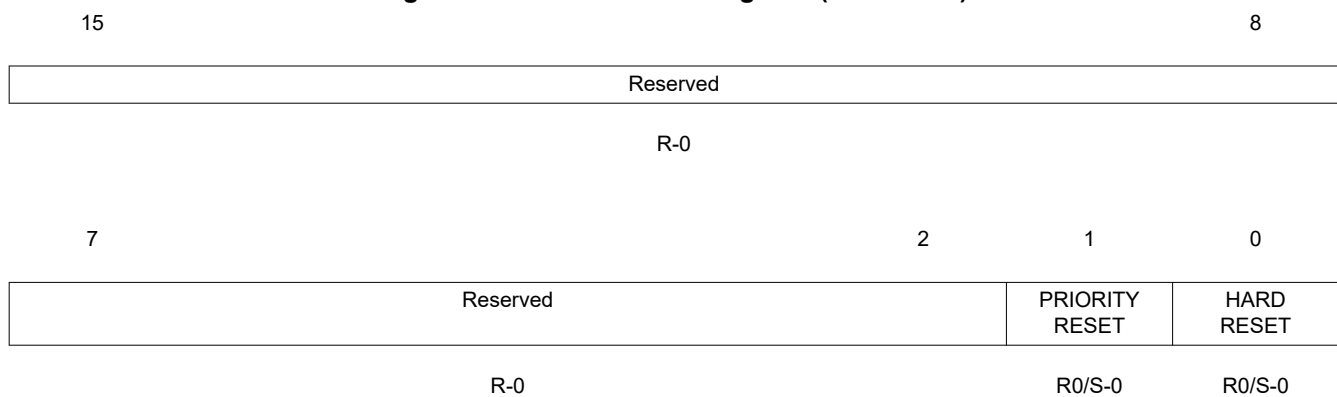 15 8
Reserved
R-0
7 2 1 0
Reserved PRIORITY RESET HARD RESET
R-0 R0/S-0 R0/S-0